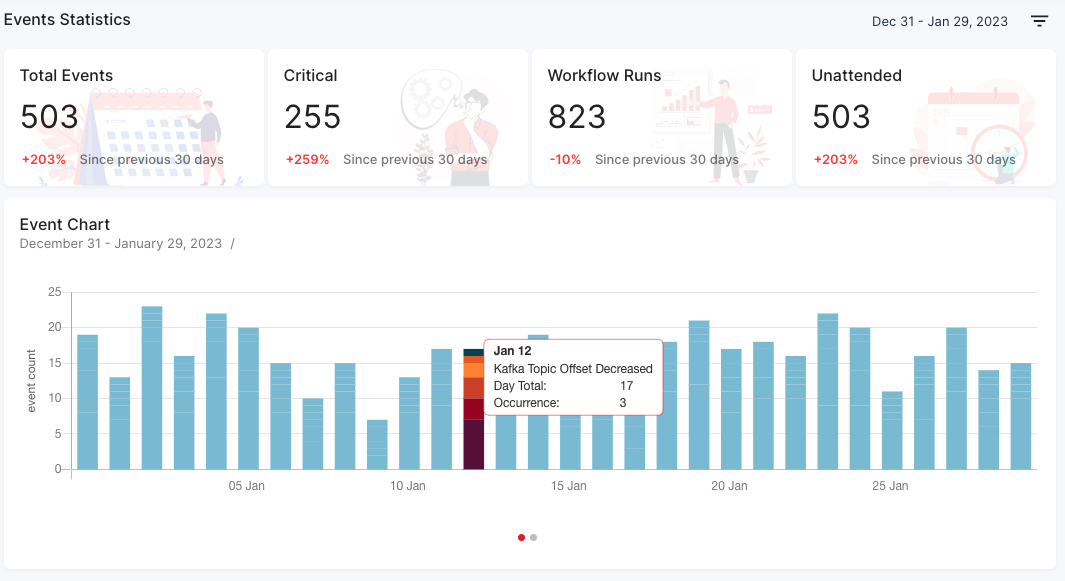 Events Statistics
Dec 31 - Jan 29, 2023
Total Events
503
+203% Since previous 30 days
Critical
255
+259% Since previous 30 days
Workflow Runs
823
-10% Since previous 30 days
Unattended
503
+203% Since previous 30 days
Event Chart
December 31 - January 29, 2023 /
event count
25
20
15
10
5
0
Jan 12
Kafka Topic Offset Decreased
Day Total: 17
Occurrence: 3
05 Jan
10 Jan
15 Jan
20 Jan
25 Jan